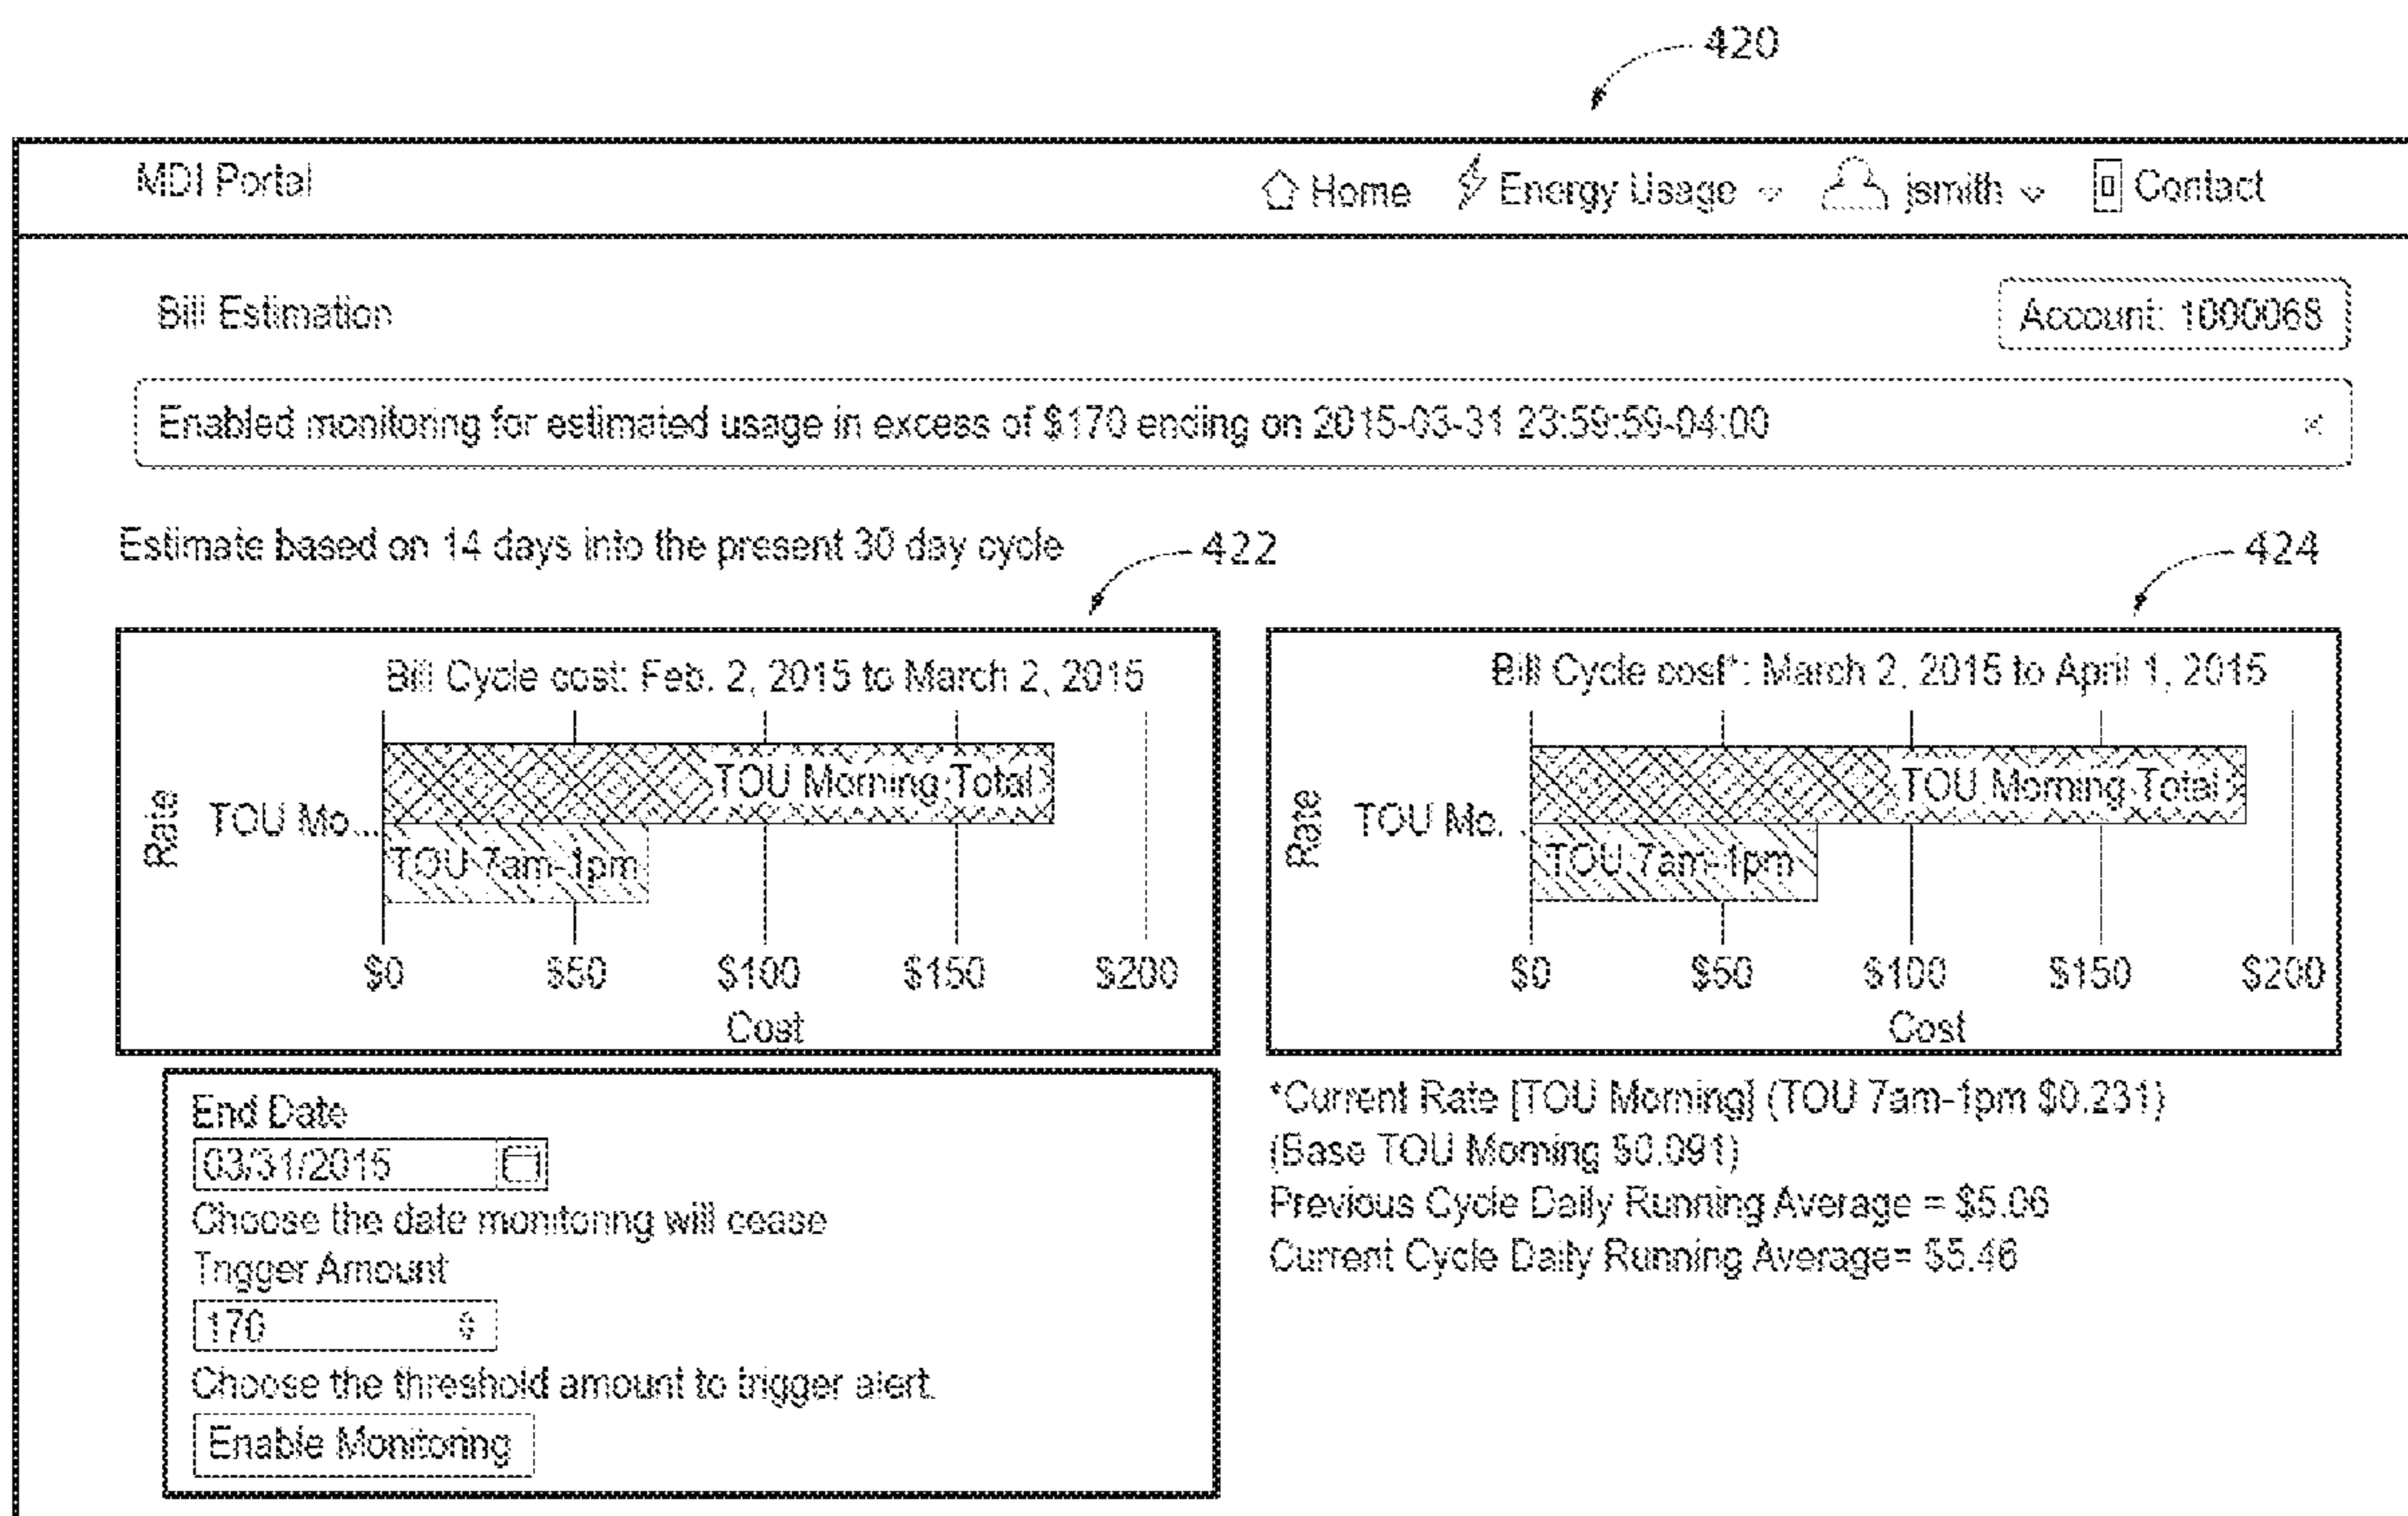 420
MDI Portal Home Energy Usage jsmith Contact
Bill Estimation Account: 1000068
Enabled monitoring for estimated usage in excess of $170 ending on 2015-03-31 23:59:59-04:00 ×
Estimate based on 14 days into the present 30 day cycle
422
424
Bill Cycle cost: Feb. 2, 2015 to March 2, 2015
Rate
TOU Mo...
TOU Morning Total
TOU 7am-1pm
$0 $50 $100 $150 $200
Cost
Bill Cycle cost*: March 2, 2015 to April 1, 2015
Rate
TOU Mo. .
TOU Morning Total
TOU 7am-1pm
$0 $50 $100 $150 $200
Cost
End Date
03/31/2015
Choose the date monitoring will cease
Trigger Amount
170
Choose the threshold amount to trigger alert.
Enable Monitoring
*Current Rate [TOU Morning] (TOU 7am-1pm $0.231)
(Base TOU Morning $0.091)
Previous Cycle Daily Running Average = $5.06
Current Cycle Daily Running Average= $5.46